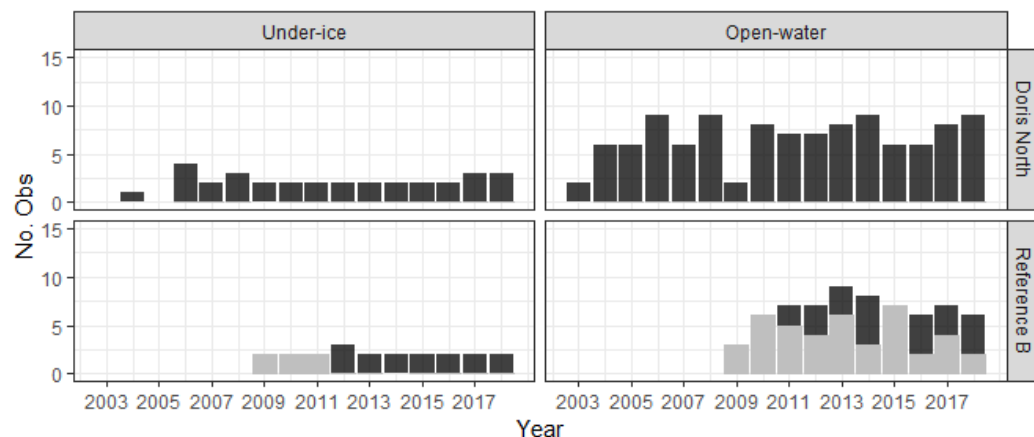 Under-ice Open-water
15
10
5
0
Doris North
No. Obs
15
10
5
0
Reference B
2003 2005 2007 2009 2011 2013 2015 2017 2003 2005 2007 2009 2011 2013 2015 2017
Year